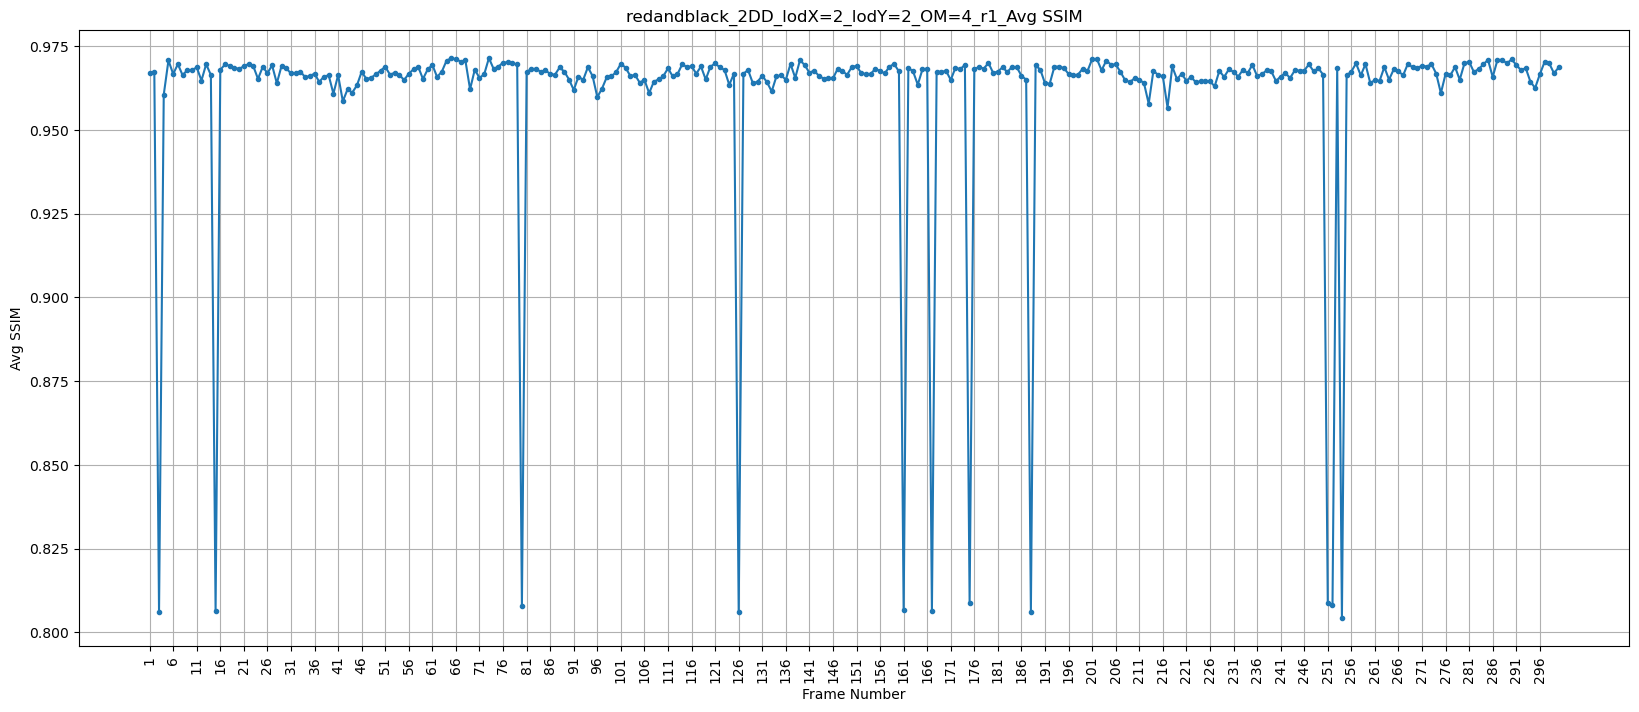 redandblack_2DD_lodX=2_lodY=2_OM=4_r1_Avg SSIM
0.975
0.950
0.925
0.900
0.875
0.850
0.825
0.800
Avg SSIM
1 6 11 16 21 26 31 36 41 46 51 56 61 66 71 76 81 86 91 96 101 106 111 116 121 126 131 136 141 146 151 156 161 166 171 176 181 186 191 196 201 206 211 216 221 226 231 236 241 246 251 256 261 266 271 276 281 286 291 296
Frame Number